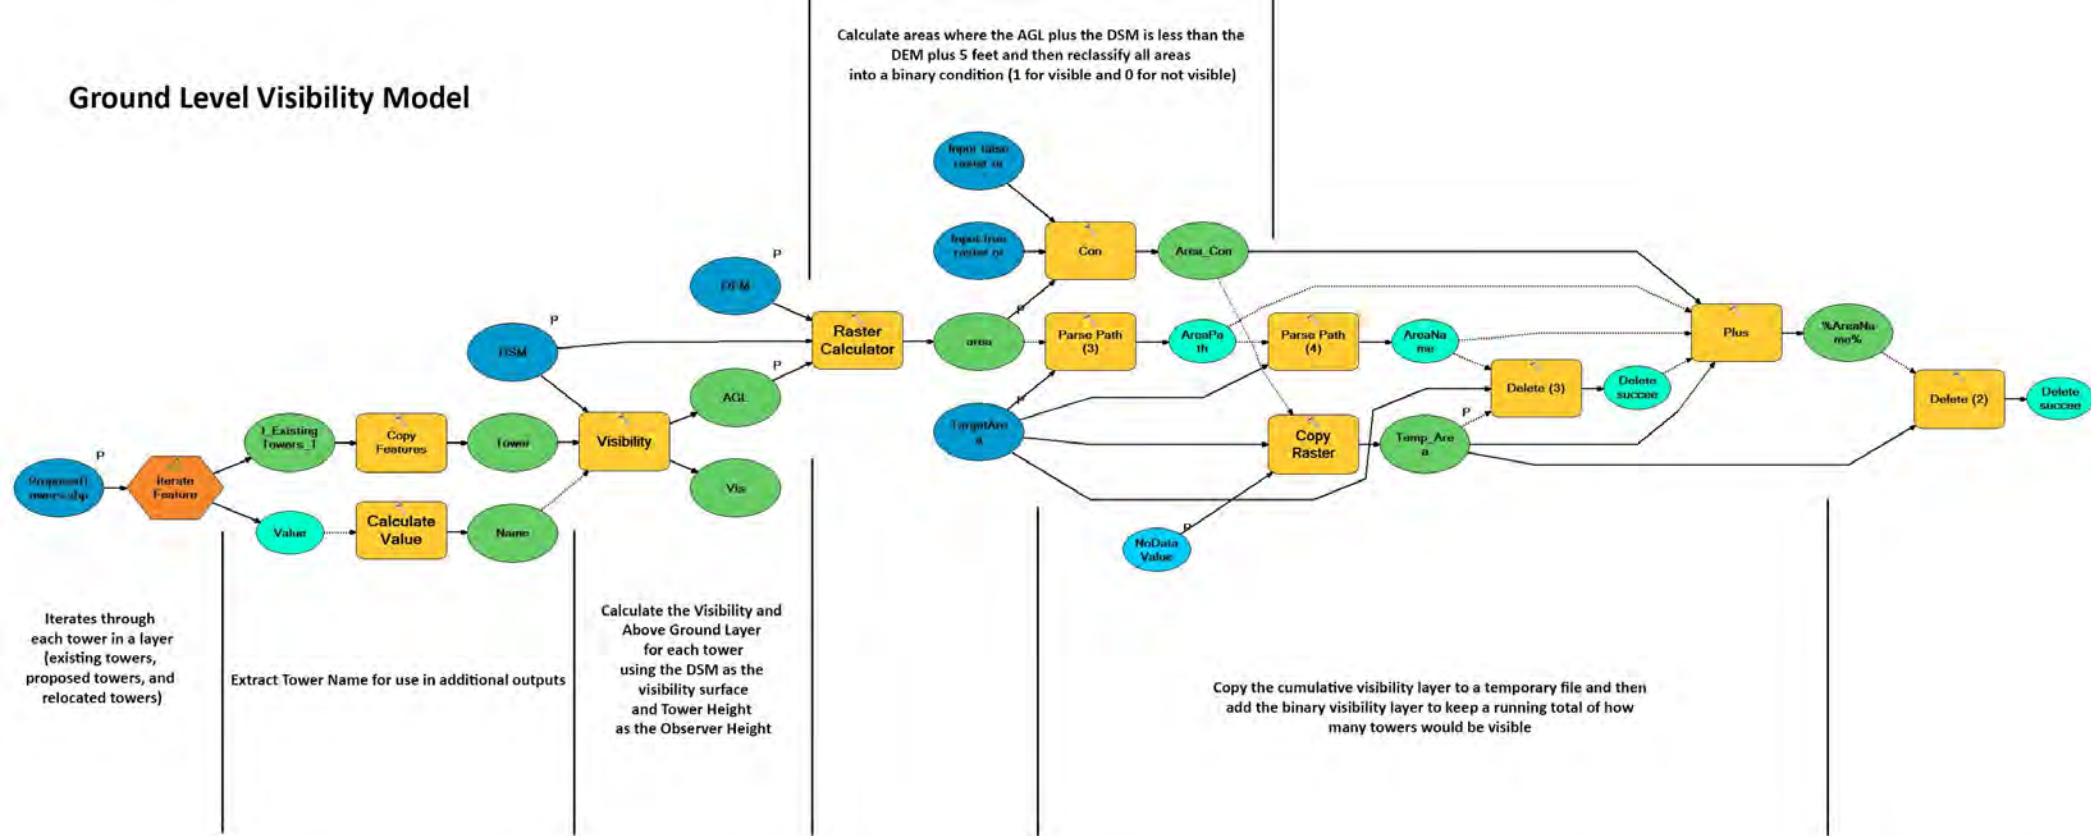 Calculate areas where the AGL plus the DSM is less than the
DEM plus 5 feet and then reclassify all areas
into a binary condition (1 for visible and 0 for not visible)
Ground Level Visibility Model
Input
Input true
Con
Area_Con
P
DEM
P
DSM
Raster
Calculator
P
area
P
Parse Path
(3)
AreaPa
th
Parse Path
(4)
AreaNa
me
Plus
%AreaNa
me%
AGL
Delete (3)
Delete
succee
Delete (2)
Delete
succee
P
I_Existing
Towers_T
Copy
Features
Tower
Visibility
P
TargetAre
a
Copy
Raster
Temp_Are
a
P
Iterate
Feature
Vis
Value
Calculate
Value
Name
P
NoData
Value
Iterates through
each tower in a layer
(existing towers,
proposed towers, and
relocated towers)
Extract Tower Name for use in additional outputs
Calculate the Visibility and
Above Ground Layer
for each tower
using the DSM as the
visibility surface
and Tower Height
as the Observer Height
Copy the cumulative visibility layer to a temporary file and then
add the binary visibility layer to keep a running total of how
many towers would be visible